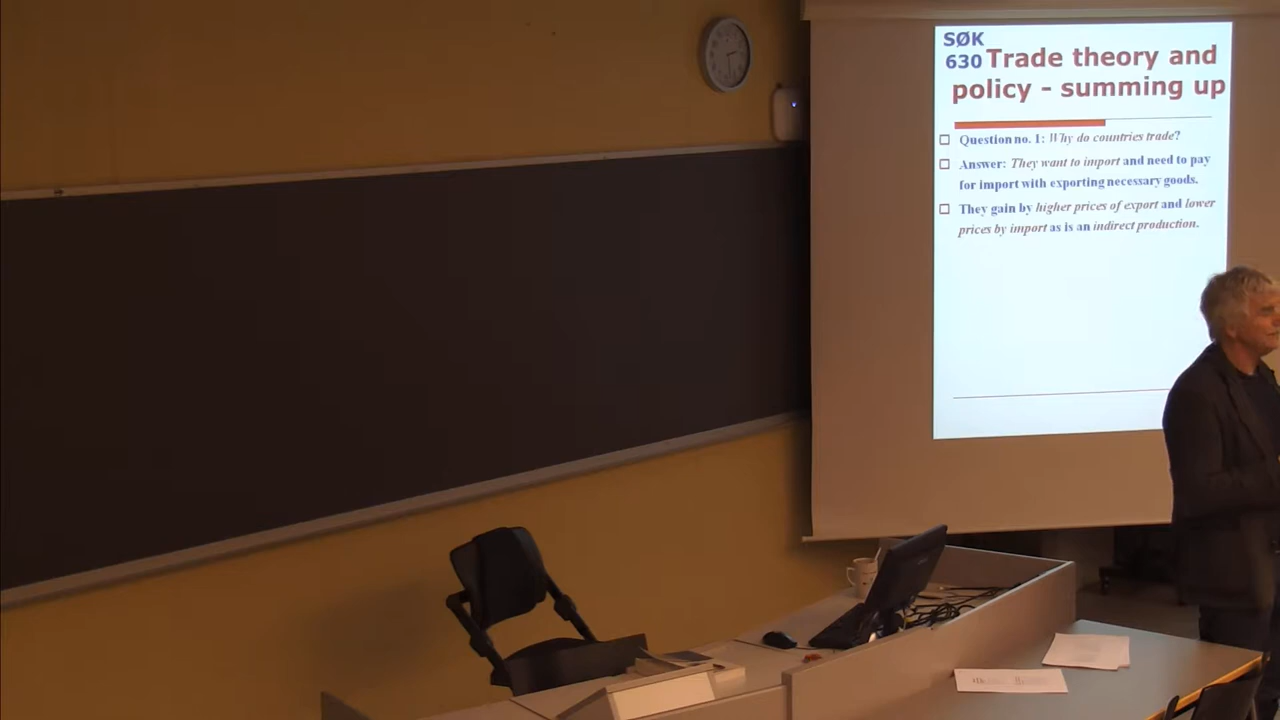 SØK
630 Trade theory and
policy - summing up
Question no. 1: Why do countries trade?
Answer: They want to import and need to pay
for import with exporting necessary goods.
They gain by higher prices of export and lower
prices by import as is an indirect production.